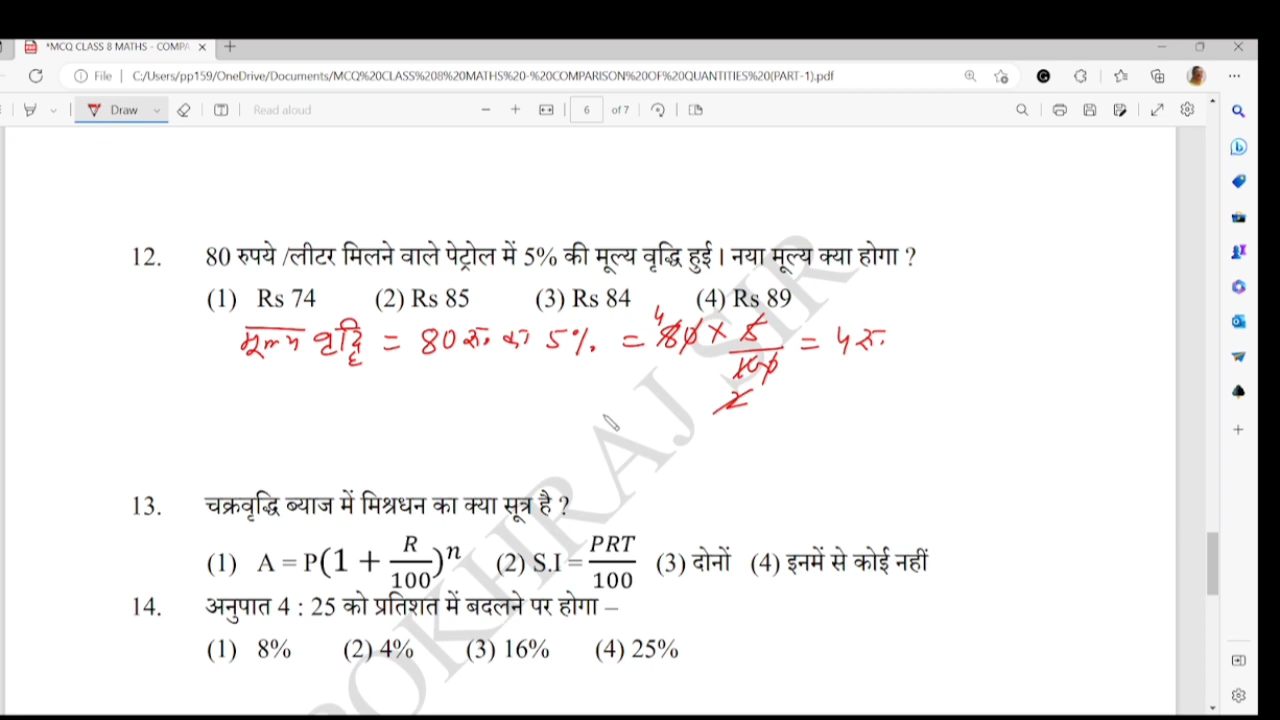 *MCQ CLASS 8 MATHS - COMPA
File | C:/Users/pp159/OneDrive/Documents/MCQ%20CLASS%208%20MATHS%20-%20COMPARISON%20OF%20QUANTITIES%20(PART-1).pdf
Draw Read aloud 6 of 7
12. 80 रुपये /लीटर मिलने वाले पेट्रोल में 5% की मूल्य वृद्धि हुई। नया मूल्य क्या होगा ?
(1) Rs 74 (2) Rs 85 (3) Rs 84 (4) Rs 89
मूल्य वृद्धि = 80 रु. का 5% = 80 × 5/100 = 4 रु.
4
2
13. चक्रवृद्धि ब्याज में मिश्रधन का क्या सूत्र है ?
(1) A = P(1 + R/100)^n (2) S.I = PRT/100 (3) दोनों (4) इनमें से कोई नहीं
14. अनुपात 4 : 25 को प्रतिशत में बदलने पर होगा –
(1) 8% (2) 4% (3) 16% (4) 25%
POKHRAJ SIR